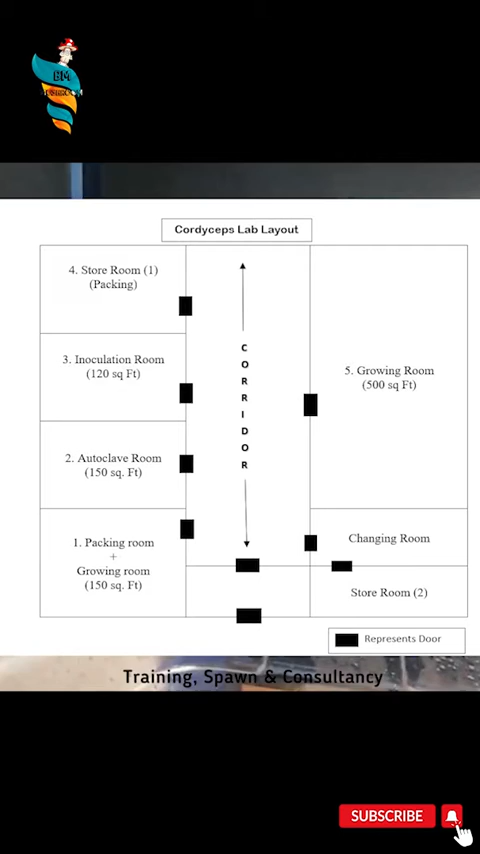 BM
Cordyceps Lab Layout
4. Store Room (1)
(Packing)
3. Inoculation Room
(120 sq Ft)
2. Autoclave Room
(150 sq. Ft)
1. Packing room
+
Growing room
(150 sq. Ft)
CORRIDOR
5. Growing Room
(500 sq Ft)
Changing Room
Store Room (2)
Represents Door
Training, Spawn & Consultancy
SUBSCRIBE